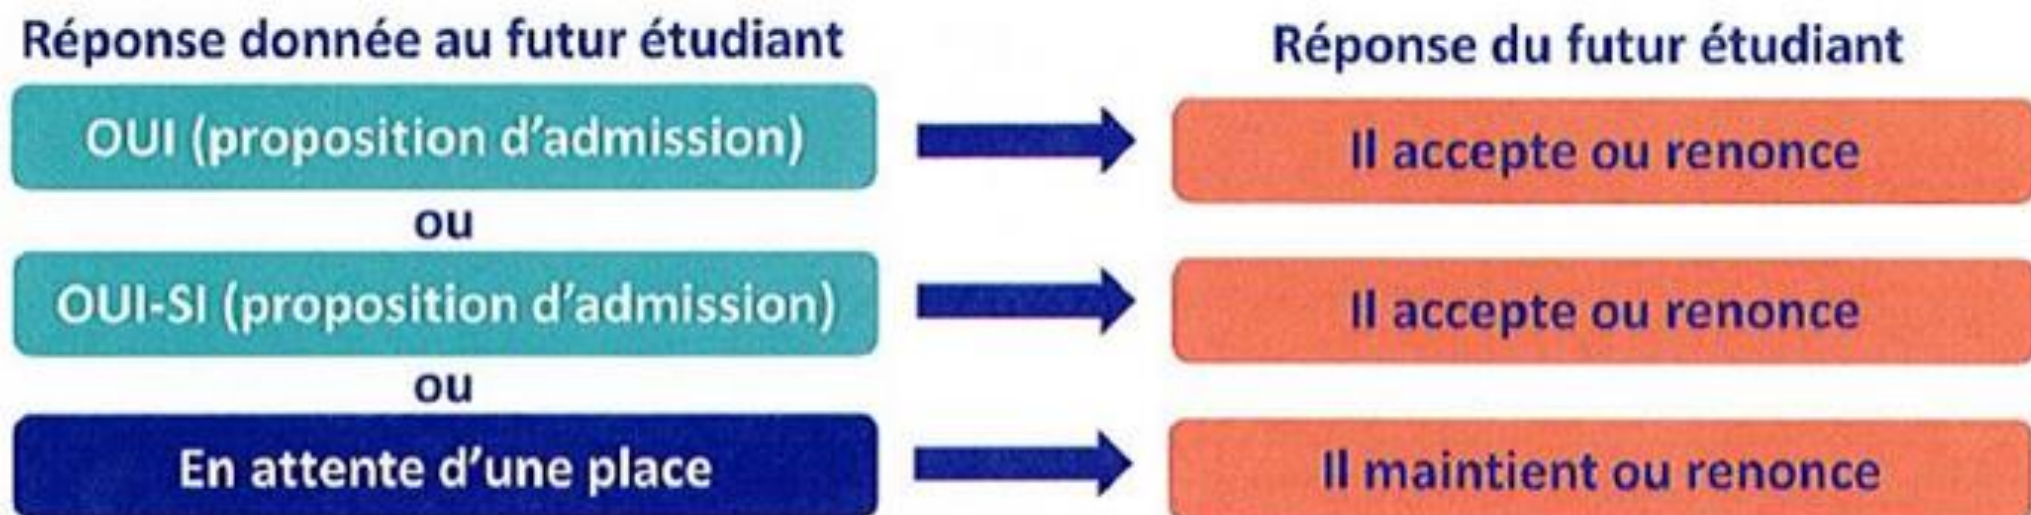 Réponse donnée au futur étudiant
Réponse du futur étudiant
OUI (proposition d'admission)
Il accepte ou renonce
ou
OUI-SI (proposition d'admission)
Il accepte ou renonce
ou
En attente d'une place
Il maintient ou renonce